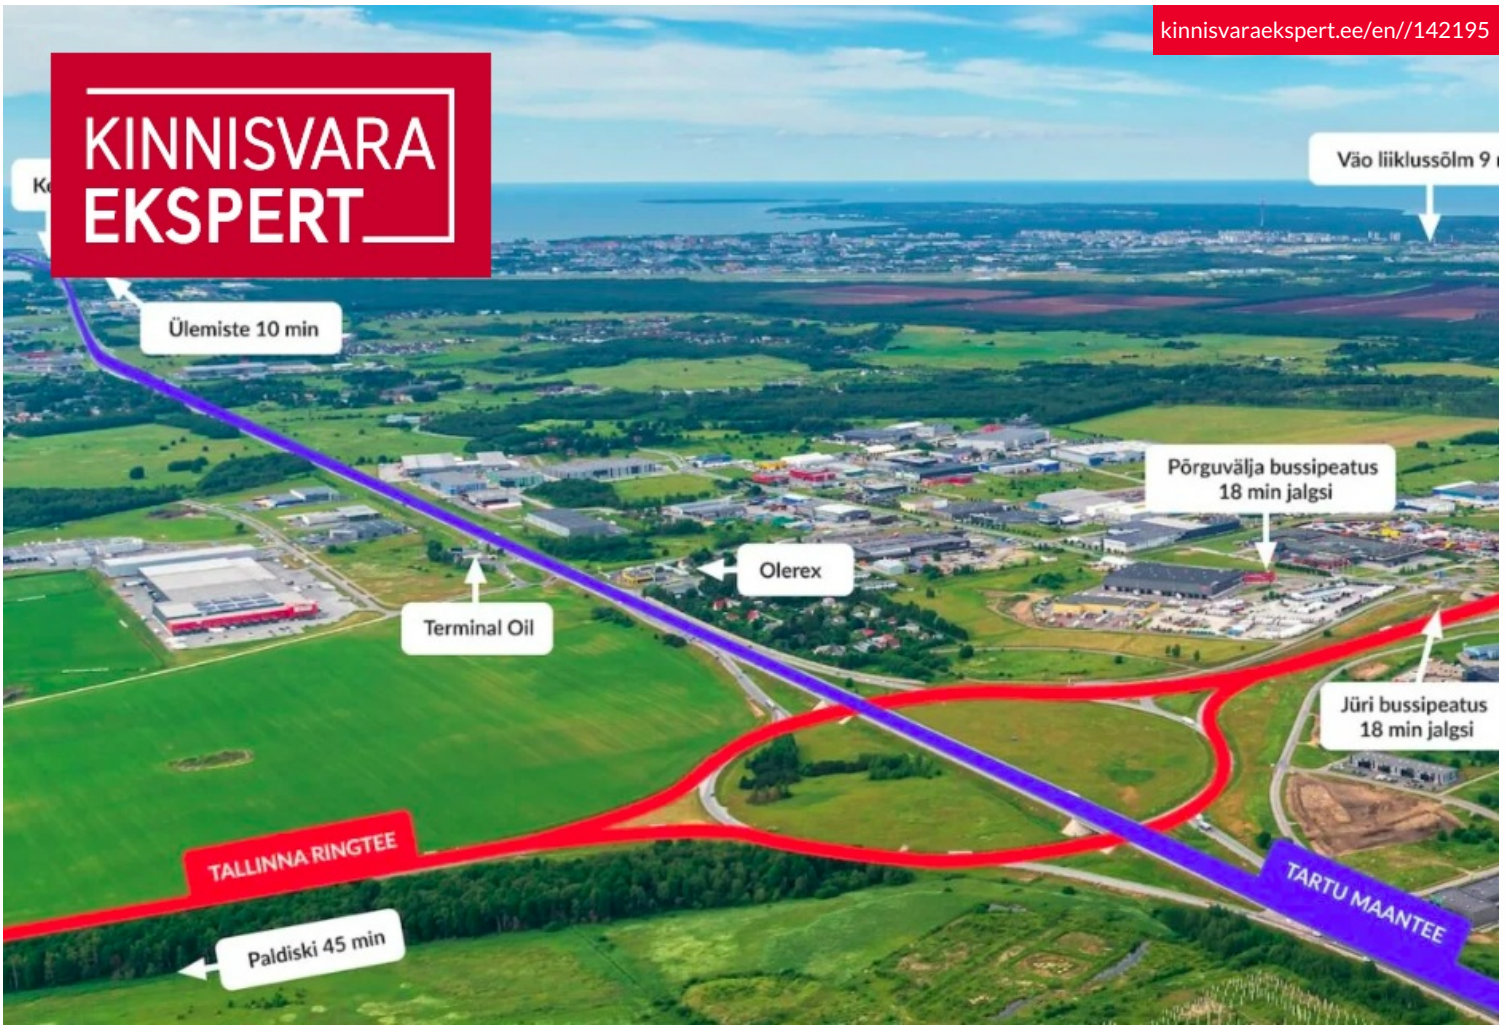 kinnisvaraekspert.ee/en//142195
KINNISVARA
EKSPERT
Väo liiklussõlm 9
Ülemiste 10 min
Põrguvälja bussipeatus
18 min jalgsi
Olerex
Terminal Oil
Jüri bussipeatus
18 min jalgsi
TALLINNA RINGTEE
TARTU MAANTEE
Paldiski 45 min